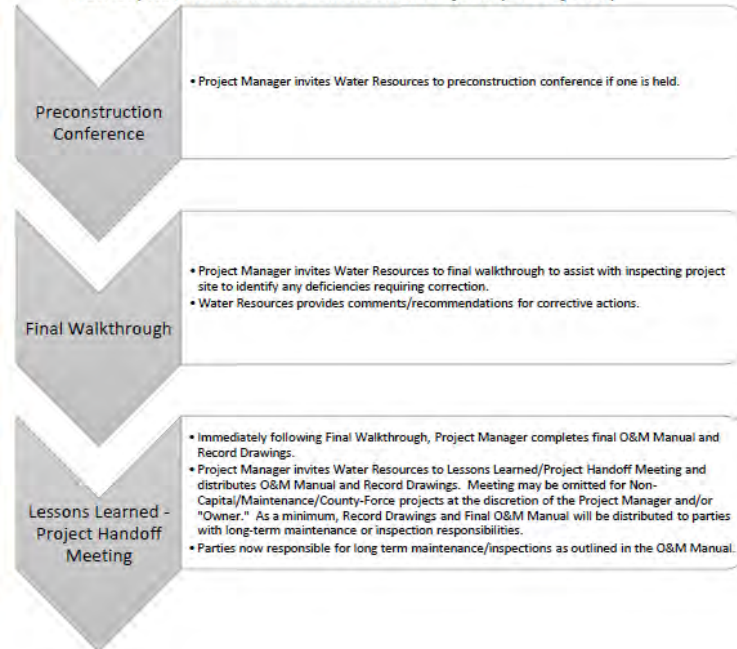 Preconstruction
Conference
• Project Manager invites Water Resources to preconstruction conference if one is held.
Final Walkthrough
• Project Manager invites Water Resources to final walkthrough to assist with inspecting project
site to identify any deficiencies requiring correction.
• Water Resources provides comments/recommendations for corrective actions.
Lessons Learned -
Project Handoff
Meeting
• Immediately following Final Walkthrough, Project Manager completes final O&M Manual and
Record Drawings.
• Project Manager invites Water Resources to Lessons Learned/Project Handoff Meeting and
distributes O&M Manual and Record Drawings. Meeting may be omitted for Non-
Capital/Maintenance/County-Force projects at the discretion of the Project Manager and/or
"Owner." As a minimum, Record Drawings and Final O&M Manual will be distributed to parties
with long-term maintenance or inspection responsibilities.
• Parties now responsible for long term maintenance/inspections as outlined in the O&M Manual.